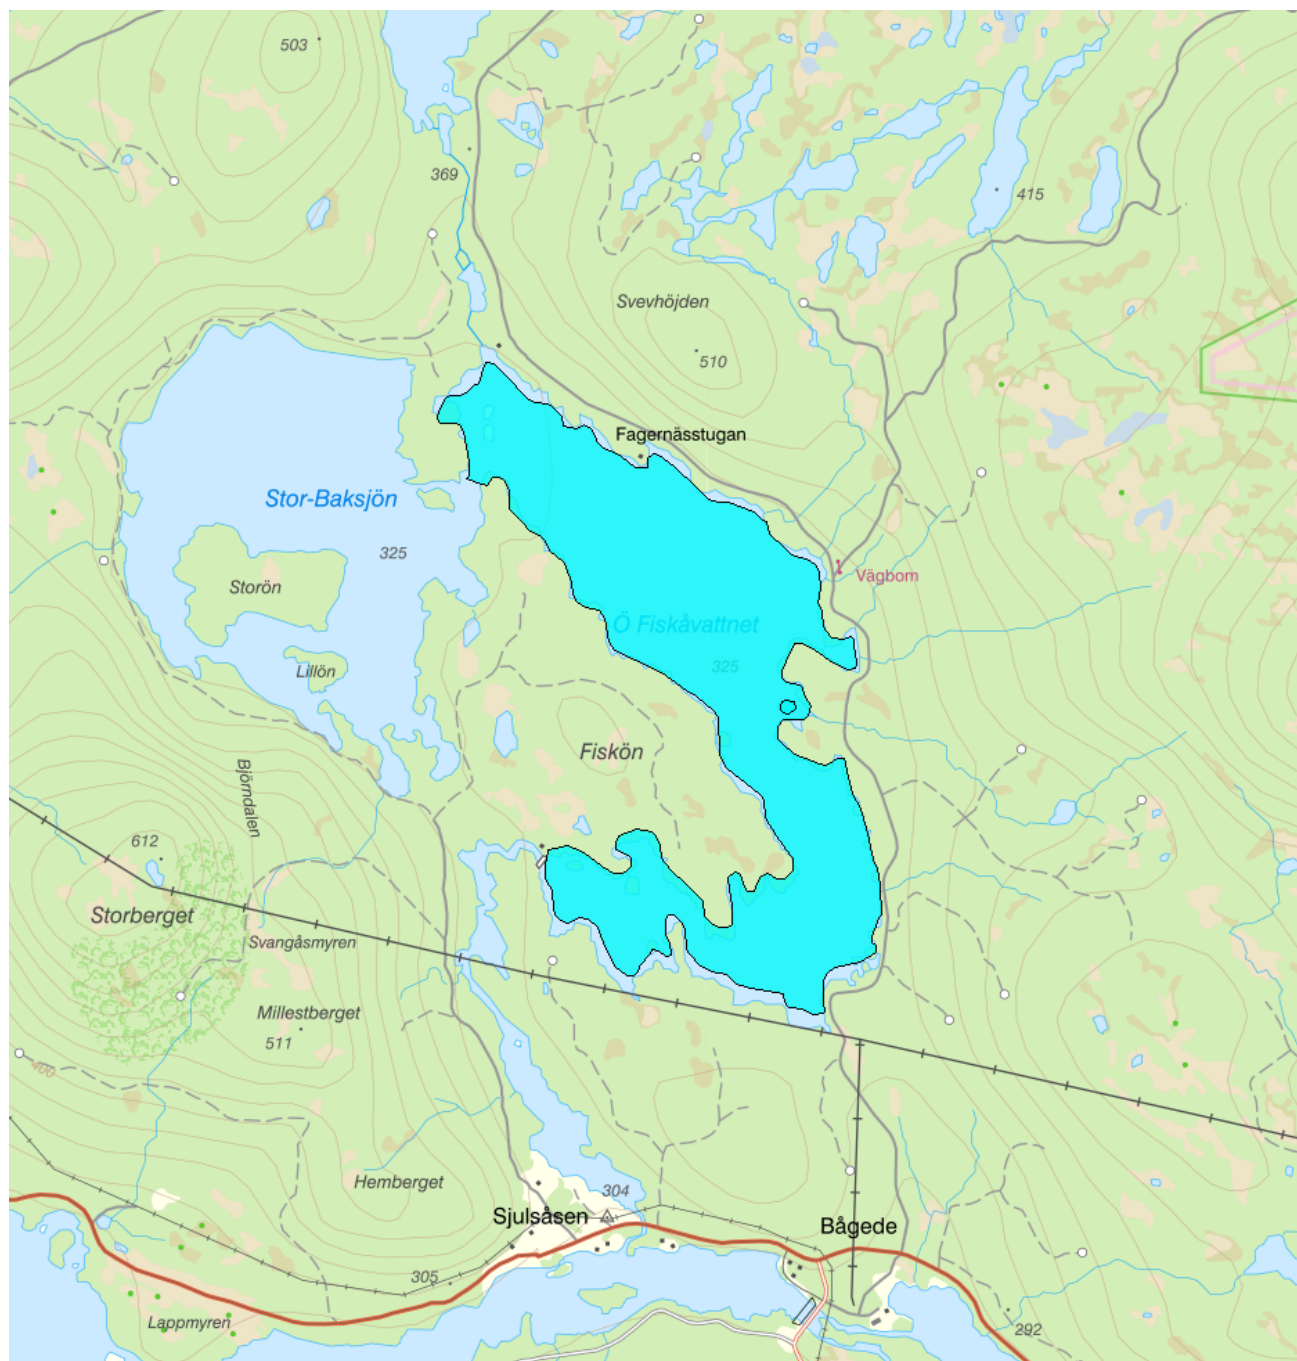 503
369
415
Svevhöjden
510
Fagernässtugan
Stor-Baksjön
325
Vägbom
Storön
Ö Fiskåvattnet
325
Lillön
Fiskön
Björndalen
612
Storberget
Svangåsmyren
Millestberget
511
400
Hemberget
304
Sjulsåsen
Bågede
305
Lappmyren
292